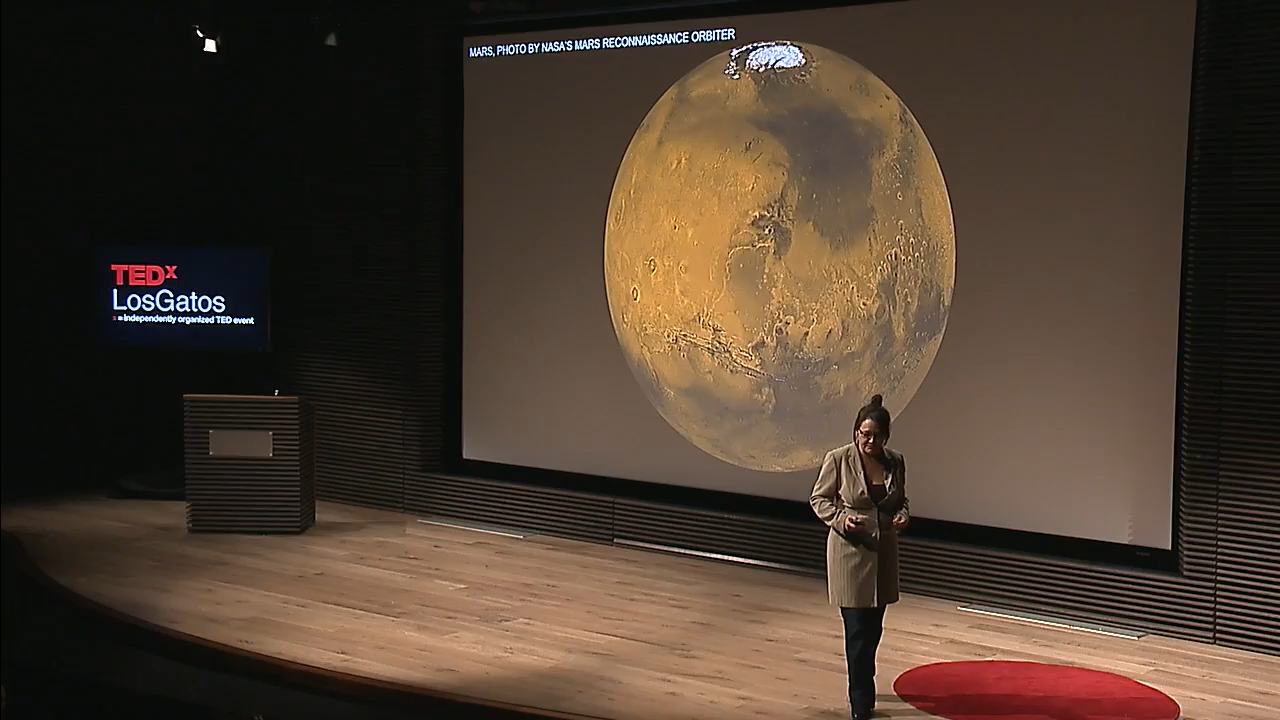 MARS, PHOTO BY NASA'S MARS RECONNAISSANCE ORBITER
TEDx
LosGatos
x = independently organized TED event